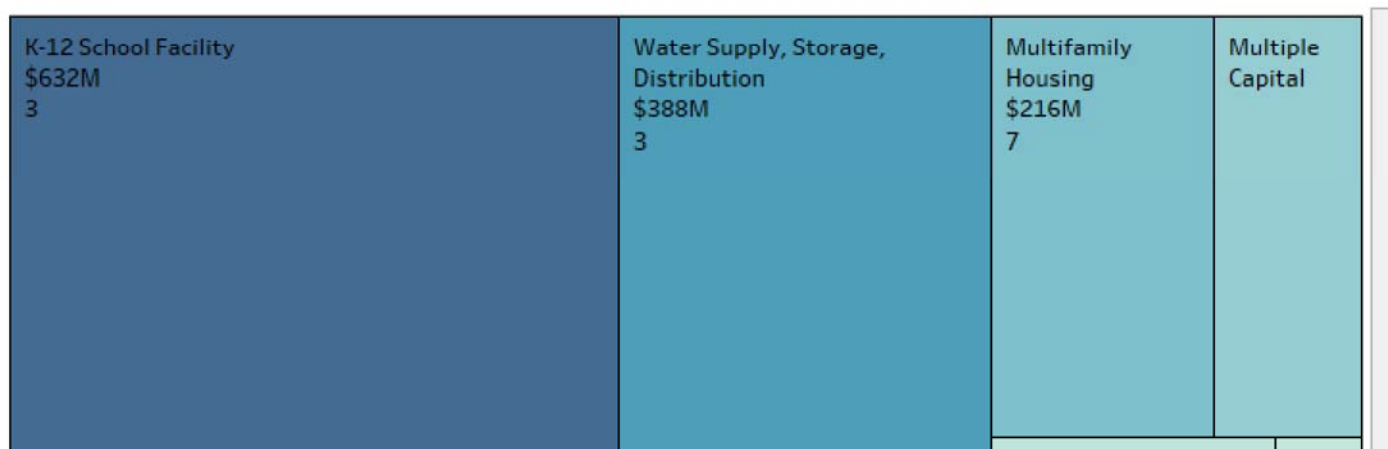 K-12 School Facility
$632M
3
Water Supply, Storage,
Distribution
$388M
3
Multifamily
Housing
$216M
7
Multiple
Capital